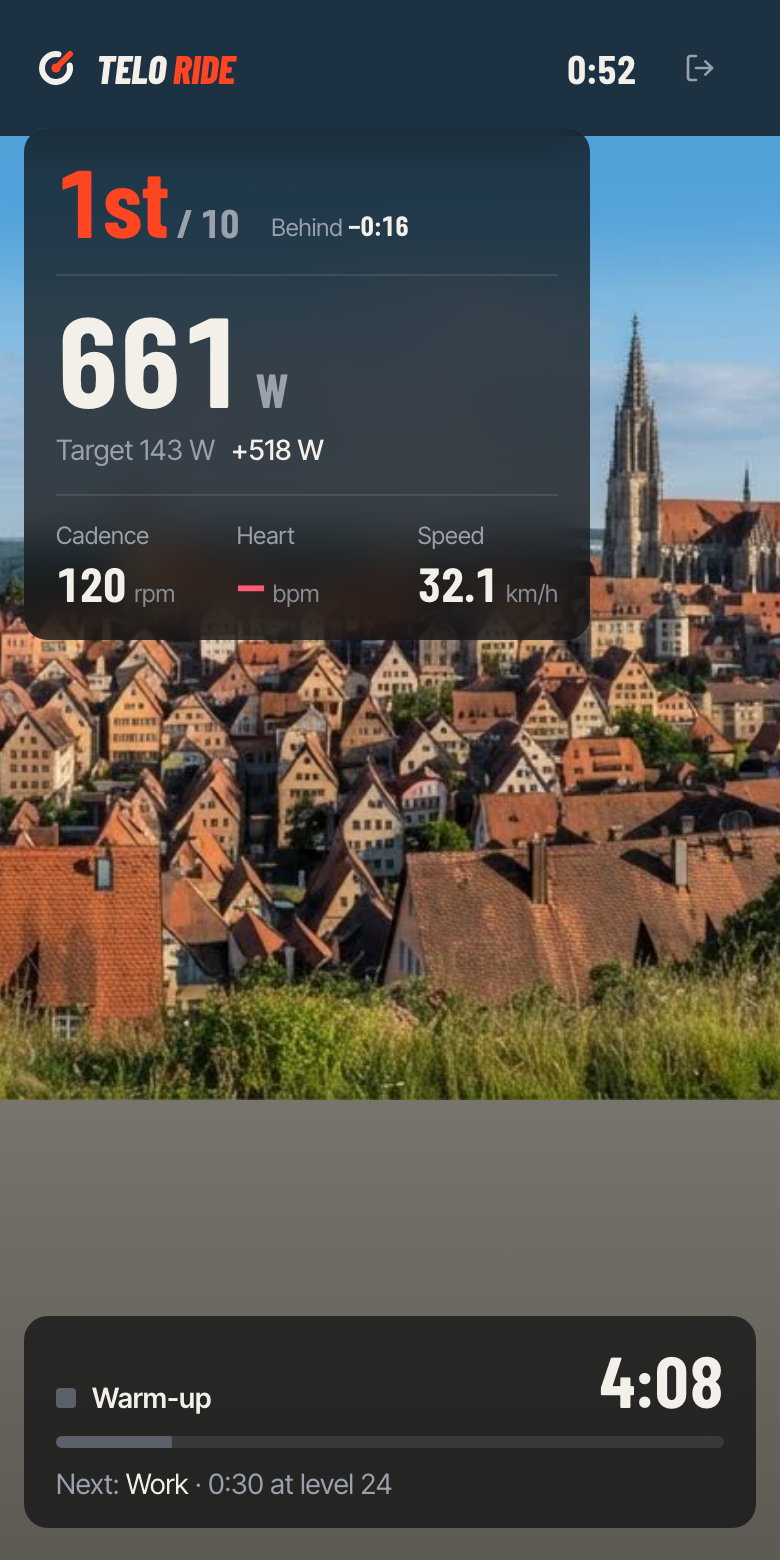 TELO RIDE
0:52
1st / 10 Behind −0:16
661 W
Target 143 W +518 W
Cadence Heart Speed
120 rpm – bpm 32.1 km/h
Warm-up 4:08
Next: Work · 0:30 at level 24